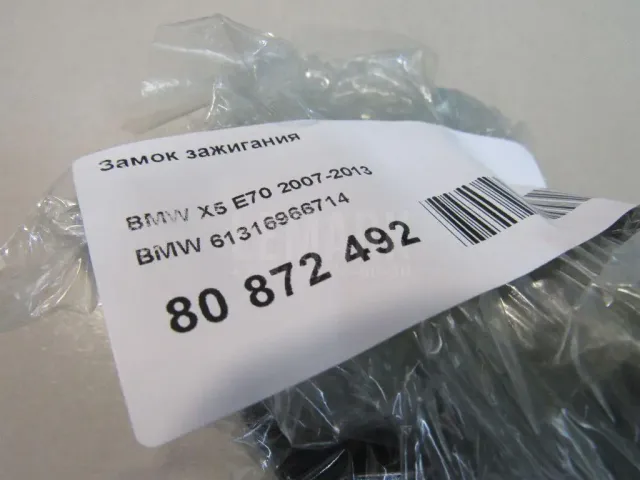 Замок зажигания
BMW X5 E70 2007-2013
BMW 61316966714
80 872 492